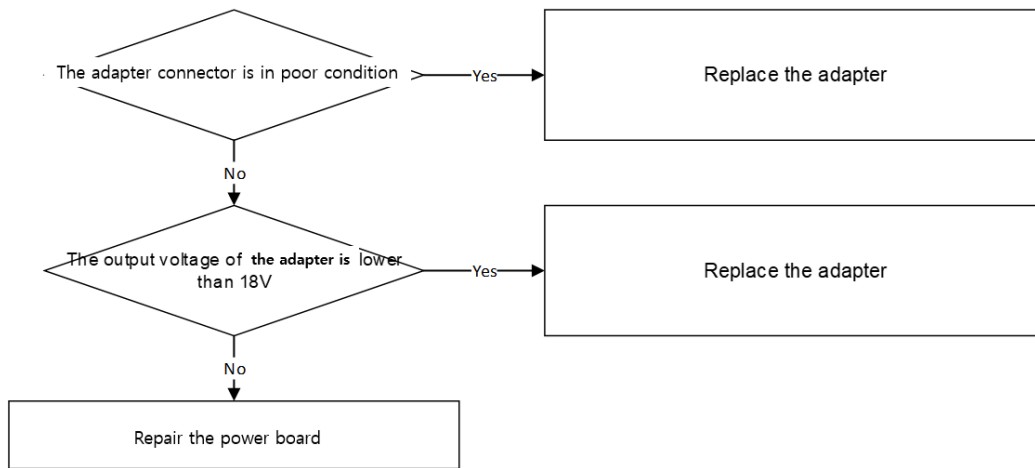 The adapter connector is in poor condition
Yes
Replace the adapter
No
The output voltage of the adapter is lower
than 18V
Yes
Replace the adapter
No
Repair the power board